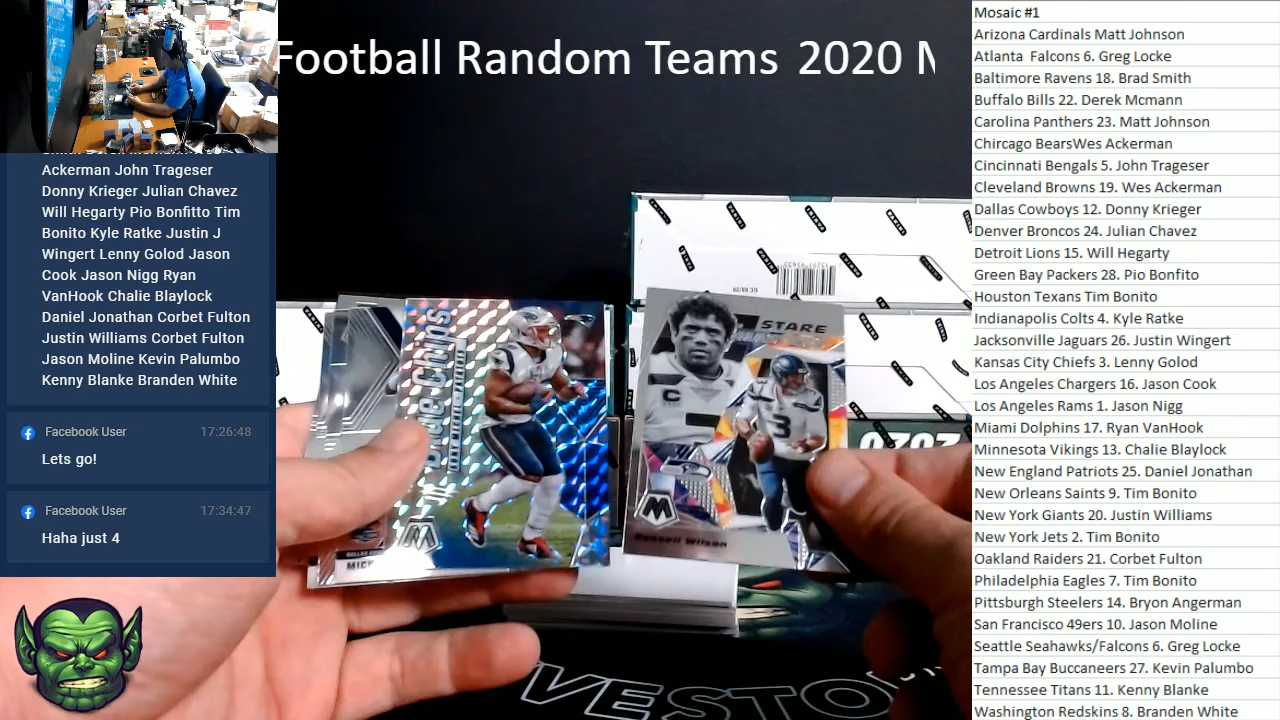 Football Random Teams 2020 M
Ackerman John Trageser
Donny Krieger Julian Chavez
Will Hegarty Pio Bonfitto Tim
Bonito Kyle Ratke Justin J
Wingert Lenny Golod Jason
Cook Jason Nigg Ryan
VanHook Chalie Blaylock
Daniel Jonathan Corbet Fulton
Justin Williams Corbet Fulton
Jason Moline Kevin Palumbo
Kenny Blanke Branden White
Facebook User 17:26:48
Lets go!
Facebook User 17:34:47
Haha just 4
Blue Chips
MICH
STARE
C
3
Russell Wilson
2020
VESTO
Mosaic #1
Arizona Cardinals Matt Johnson
Atlanta Falcons 6. Greg Locke
Baltimore Ravens 18. Brad Smith
Buffalo Bills 22. Derek Mcmann
Carolina Panthers 23. Matt Johnson
Chircago BearsWes Ackerman
Cincinnati Bengals 5. John Trageser
Cleveland Browns 19. Wes Ackerman
Dallas Cowboys 12. Donny Krieger
Denver Broncos 24. Julian Chavez
Detroit Lions 15. Will Hegarty
Green Bay Packers 28. Pio Bonfito
Houston Texans Tim Bonito
Indianapolis Colts 4. Kyle Ratke
Jacksonville Jaguars 26. Justin Wingert
Kansas City Chiefs 3. Lenny Golod
Los Angeles Chargers 16. Jason Cook
Los Angeles Rams 1. Jason Nigg
Miami Dolphins 17. Ryan VanHook
Minnesota Vikings 13. Chalie Blaylock
New England Patriots 25. Daniel Jonathan
New Orleans Saints 9. Tim Bonito
New York Giants 20. Justin Williams
New York Jets 2. Tim Bonito
Oakland Raiders 21. Corbet Fulton
Philadelphia Eagles 7. Tim Bonito
Pittsburgh Steelers 14. Bryon Angerman
San Francisco 49ers 10. Jason Moline
Seattle Seahawks/Falcons 6. Greg Locke
Tampa Bay Buccaneers 27. Kevin Palumbo
Tennessee Titans 11. Kenny Blanke
Washington Redskins 8. Branden White